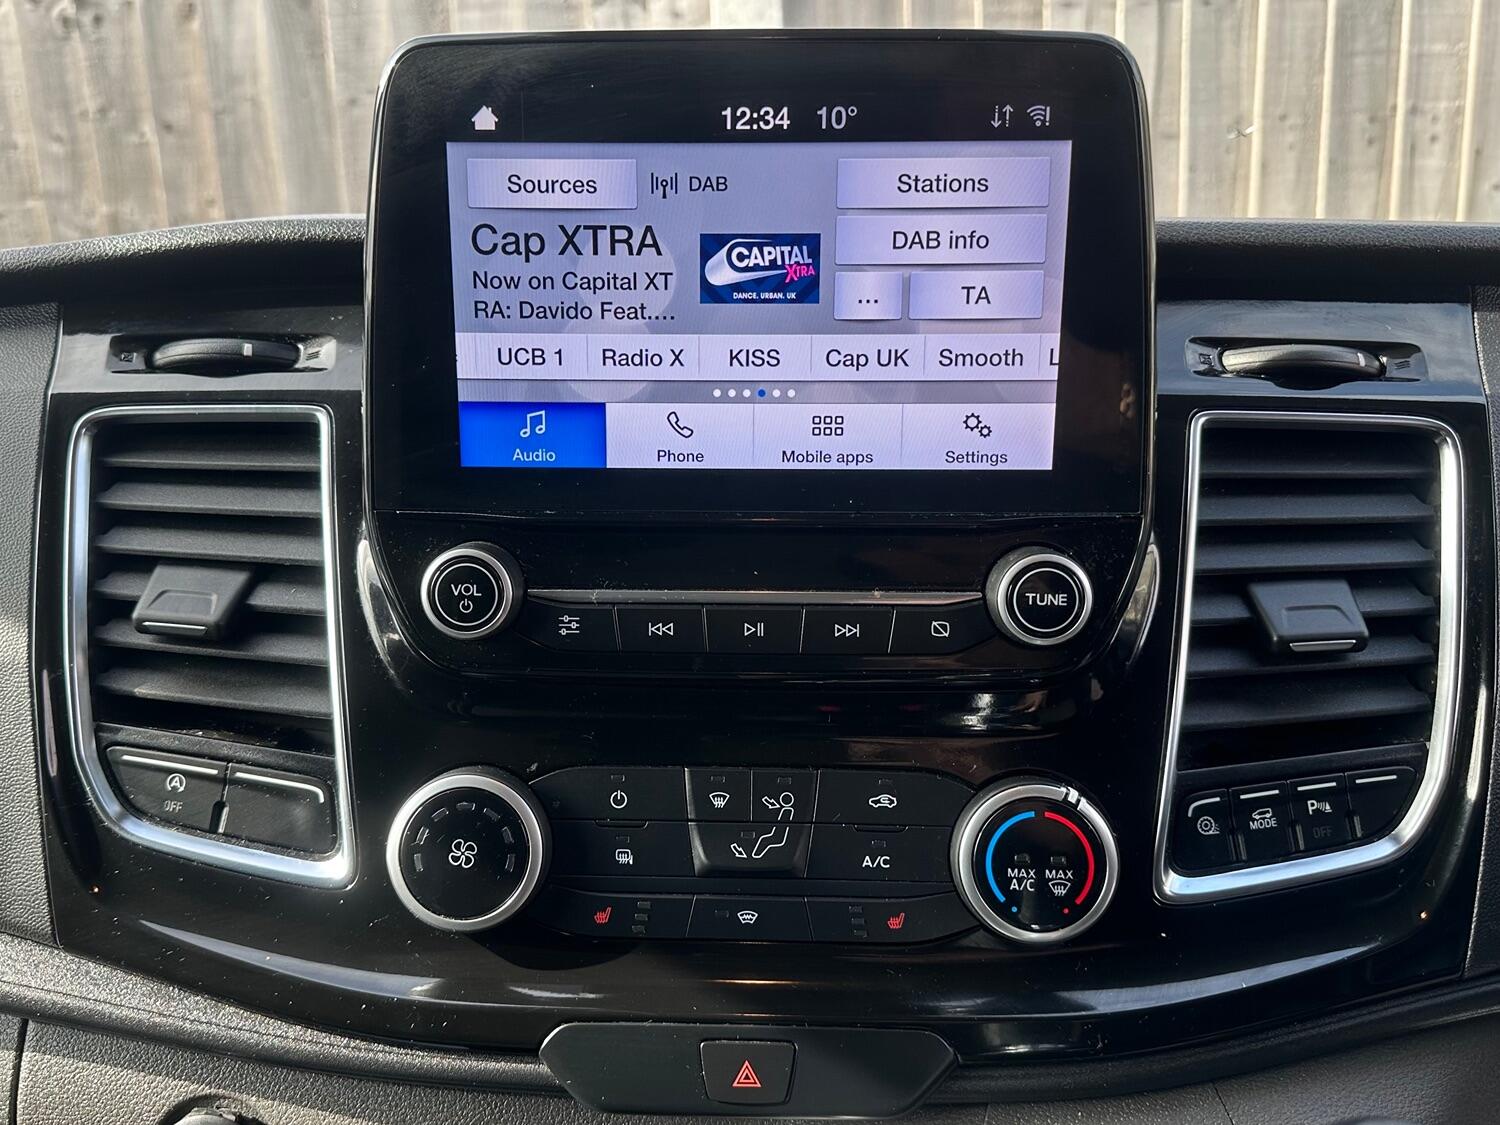 12:34 10°
Sources DAB Stations
Cap XTRA
Now on Capital XT
RA: Davido Feat....
CAPITAL
XTRA
DANCE. URBAN. UK
DAB info
... TA
UCB 1 Radio X KISS Cap UK Smooth L
Audio Phone Mobile apps Settings
VOL
TUNE
A
OFF
A/C
MAX
A/C
MAX
MODE
P
OFF